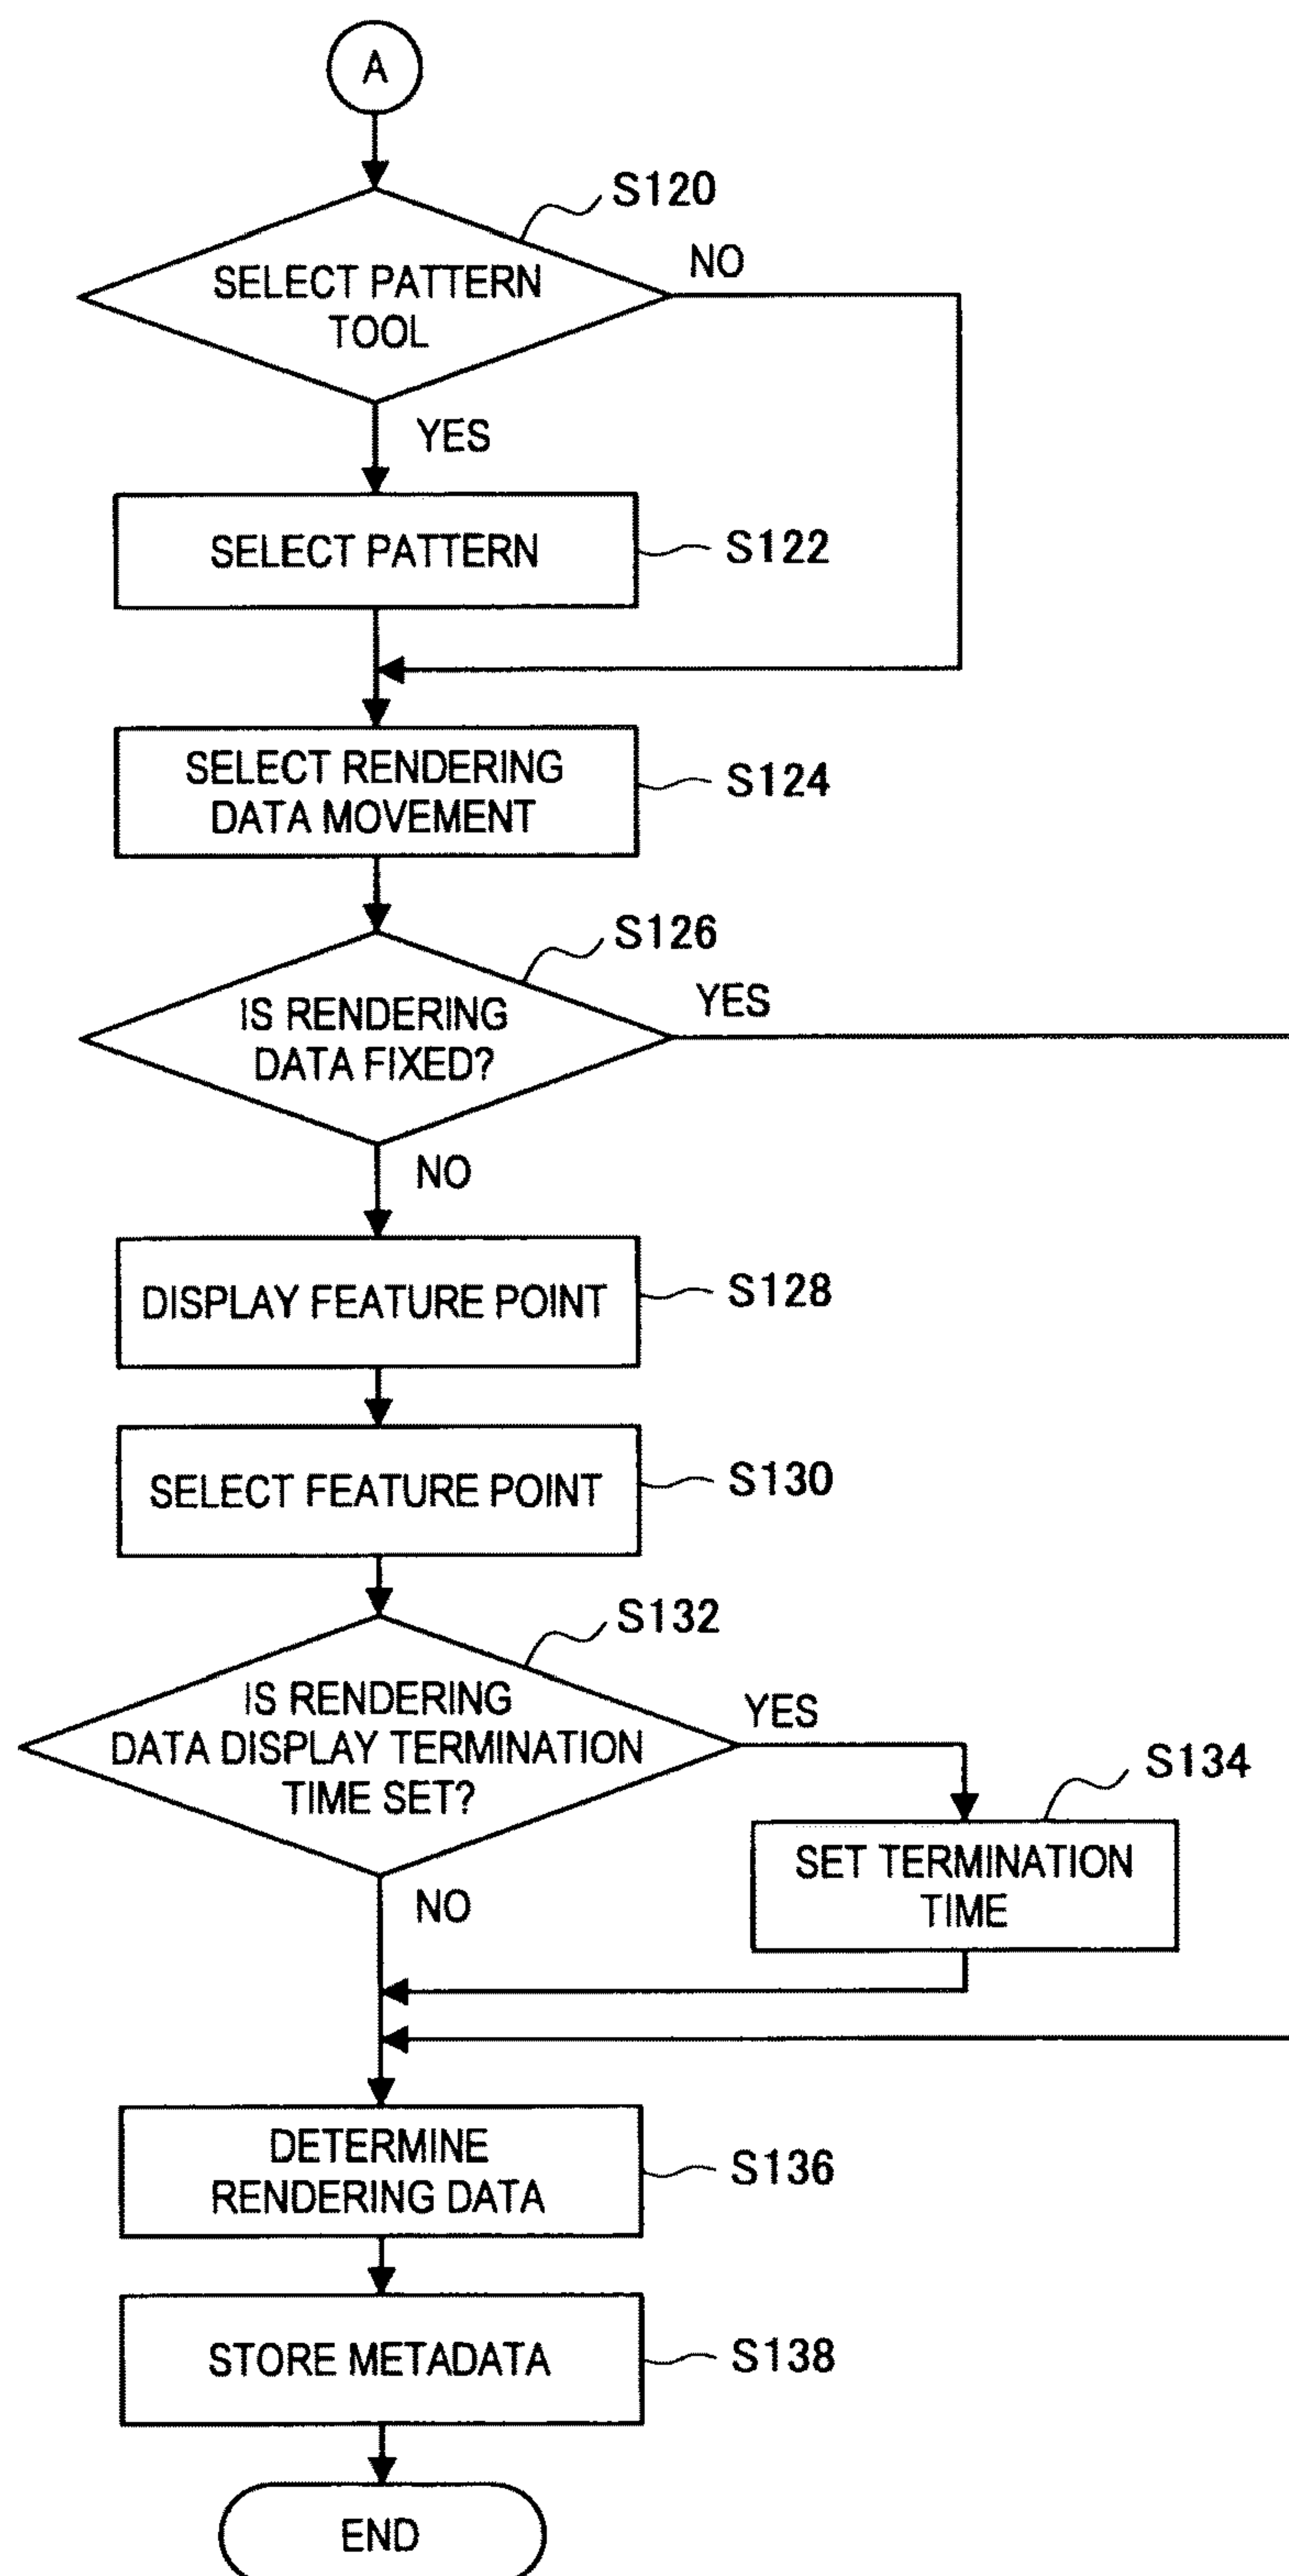 A
S120
NO
SELECT PATTERN
TOOL
YES
SELECT PATTERN
S122
SELECT RENDERING
DATA MOVEMENT
S124
S126
YES
IS RENDERING
DATA FIXED?
NO
DISPLAY FEATURE POINT
S128
SELECT FEATURE POINT
S130
S132
IS RENDERING
DATA DISPLAY TERMINATION
TIME SET?
YES
S134
SET TERMINATION
TIME
NO
DETERMINE
RENDERING DATA
S136
STORE METADATA
S138
END